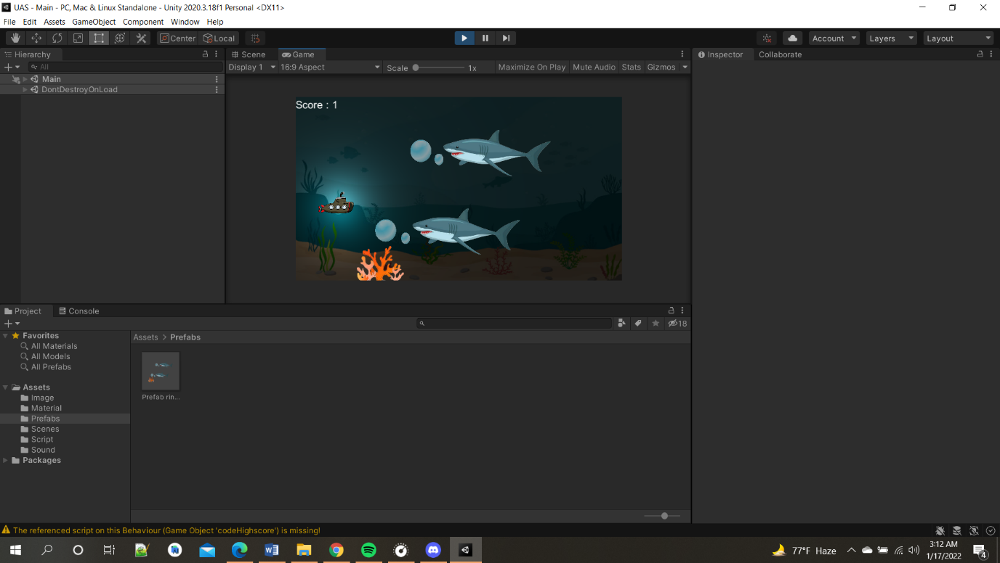 UAS - Main - PC, Mac & Linux Standalone - Unity 2020.3.18f1 Personal <DX11>
File Edit Assets GameObject Component Window Help
Center Local Account Layers Layout
Hierarchy Scene Game Inspector Collaborate
All Display 1 16:9 Aspect Scale 1x Maximize On Play Mute Audio Stats Gizmos
Main
DontDestroyOnLoad
Score : 1
Project Console
18
Favorites Assets > Prefabs
All Materials
All Models
All Prefabs
Assets
Image Prefab rin...
Material
Prefabs
Scenes
Script
Sound
Packages
The referenced script on this Behaviour (Game Object 'codeHighscore') is missing!
77°F Haze 3:12 AM
1/17/2022 4